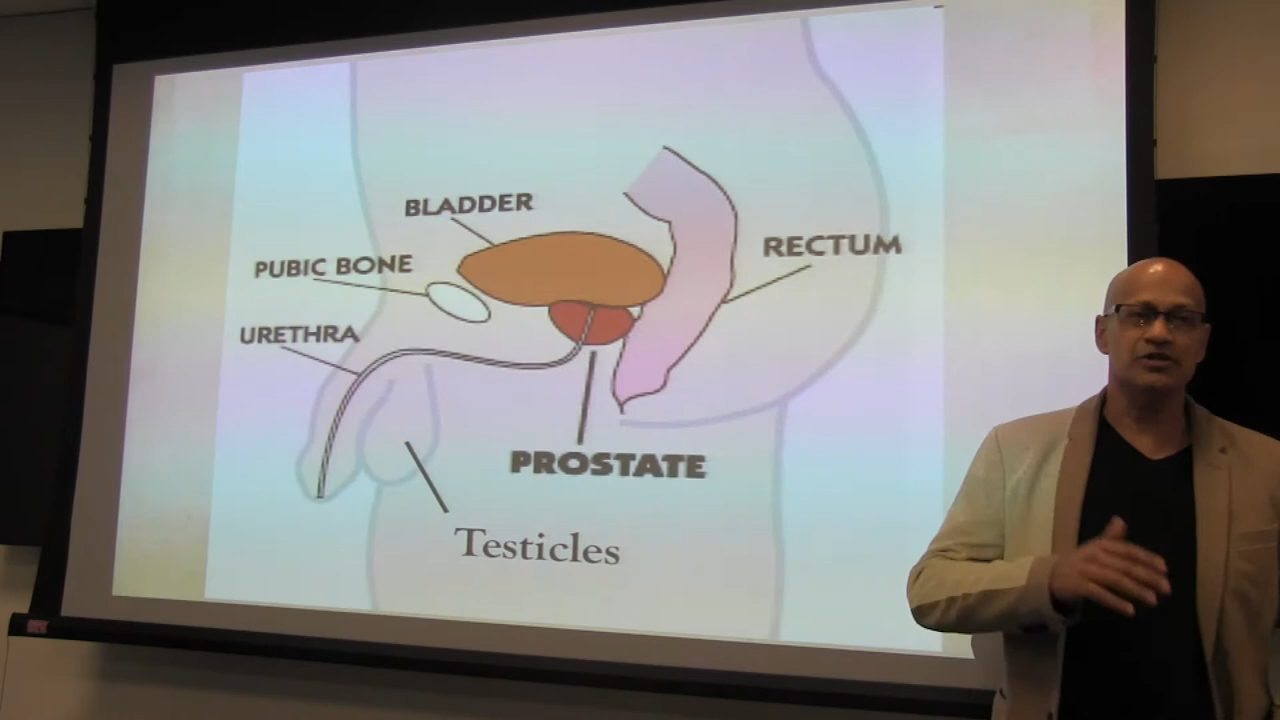 BLADDER
PUBIC BONE
RECTUM
URETHRA
PROSTATE
Testicles